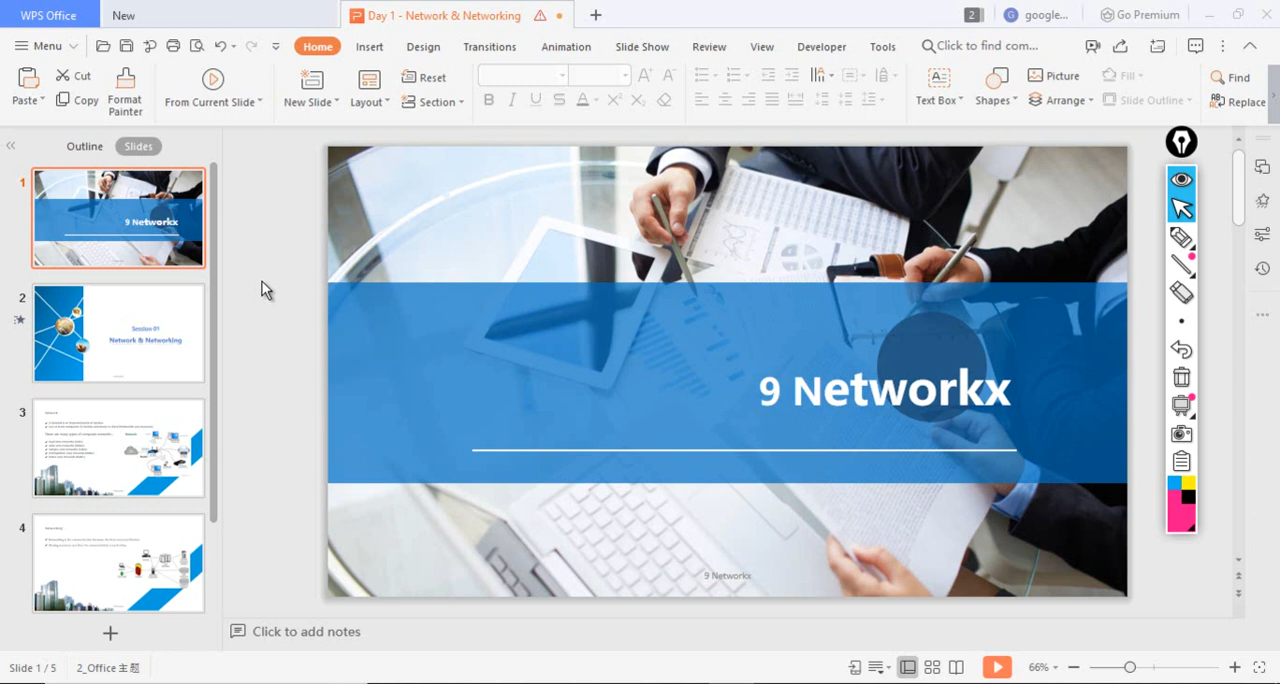 WPS Office New Day 1 - Network & Networking 2 G google... Go Premium
Menu Home Insert Design Transitions Animation Slide Show Review View Developer Tools Click to find com...
Paste Cut Copy Format Painter From Current Slide New Slide Layout Reset Section B I U S A X² X₂ Text Box Shapes Picture Arrange Fill Slide Outline Find Replace
Outline Slides
1
9 Networkx
2
Session 01
Network & Networking
3
4
9 Networkx
9 Networkx
Click to add notes
Slide 1 / 5 2_Office 主题 66%